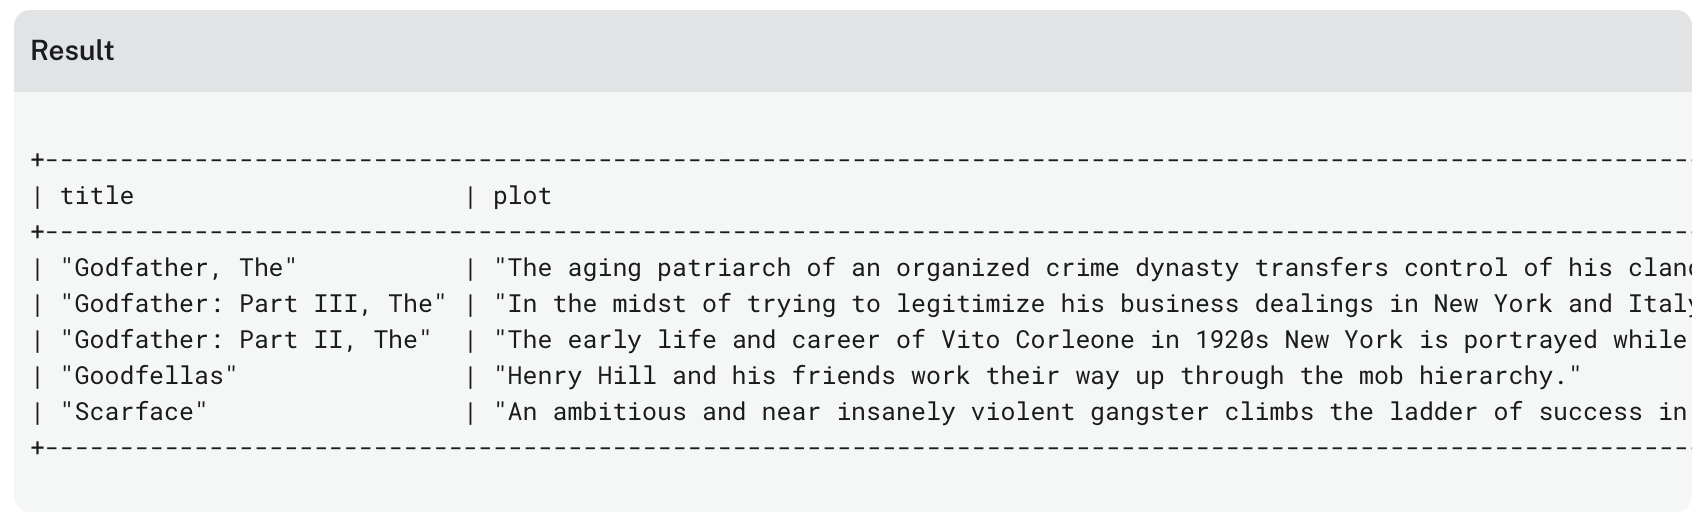 Result
+---------------------------------------------------------------------------------------------------------------
| title                      | plot
+---------------------------------------------------------------------------------------------------------------
| "Godfather, The"           | "The aging patriarch of an organized crime dynasty transfers control of his
| "Godfather: Part III, The" | "In the midst of trying to legitimize his business dealings in New York and Italy
| "Godfather: Part II, The"  | "The early life and career of Vito Corleone in 1920s New York is portrayed while
| "Goodfellas"               | "Henry Hill and his friends work their way up through the mob hierarchy."
| "Scarface"                 | "An ambitious and near insanely violent gangster climbs the ladder of success in
+---------------------------------------------------------------------------------------------------------------